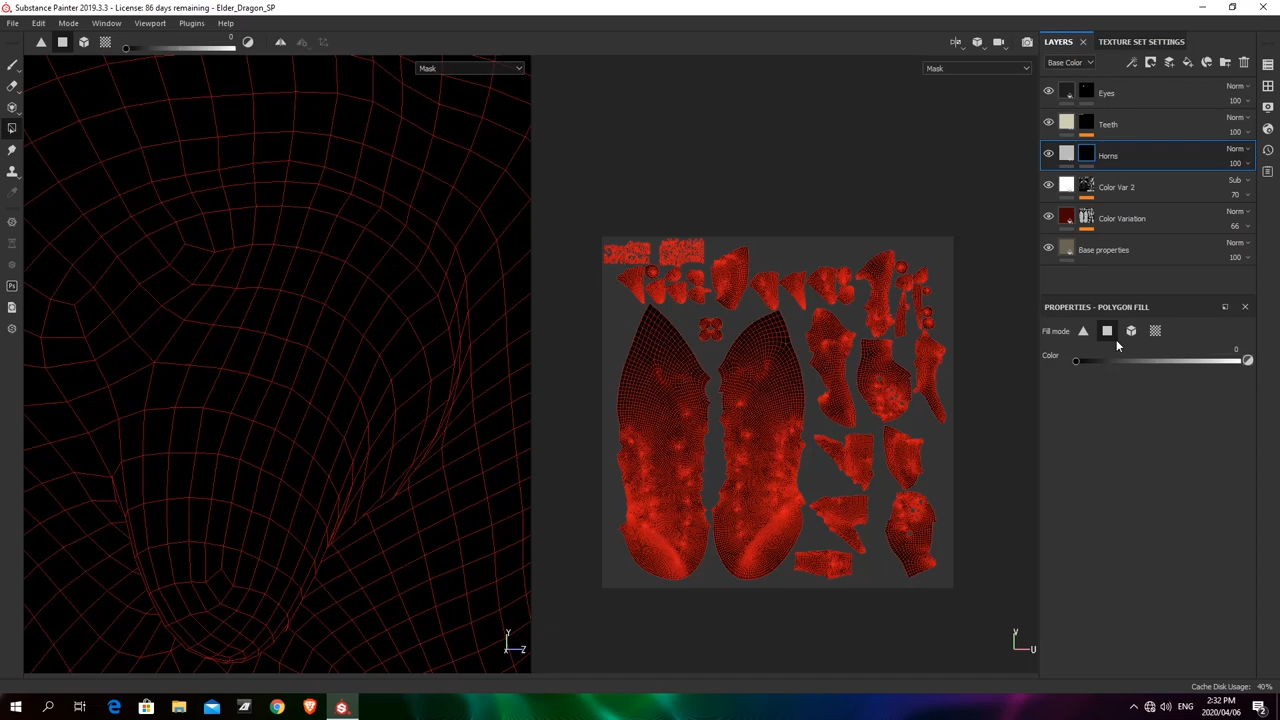 Substance Painter 2019.3.3 - License: 86 days remaining - Elder_Dragon_SP
File Edit Mode Window Viewport Plugins Help
0
LAYERS TEXTURE SET SETTINGS
Base Color
Mask
Mask
Eyes Norm 100
Teeth Norm 100
Horns Norm 100
Color Var 2 Sub 70
Color Variation Norm 66
Base properties Norm 100
PROPERTIES - POLYGON FILL
Fill mode
0
Color
Y
X Z
V
U
Cache Disk Usage: 40%
Ps
ENG
2:32 PM
2020/04/06
2